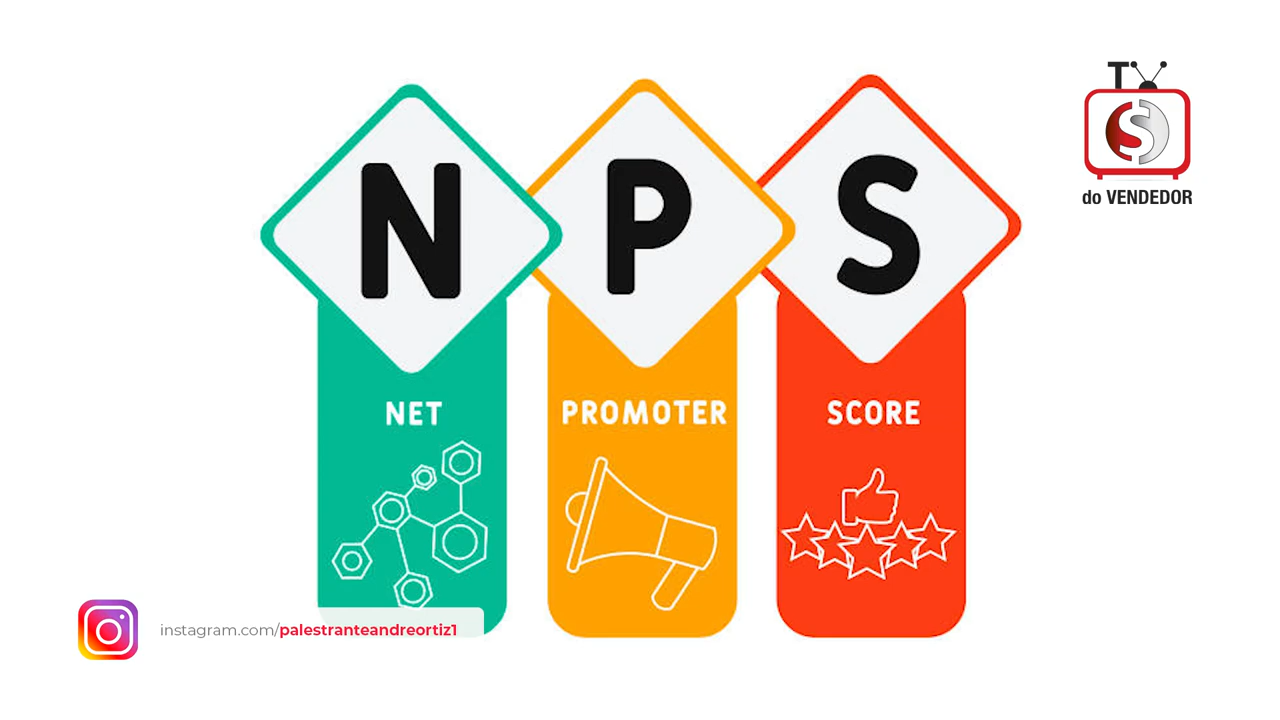 N P S
NET PROMOTER SCORE
TV
do VENDEDOR
instagram.com/palestranteandreortiz1